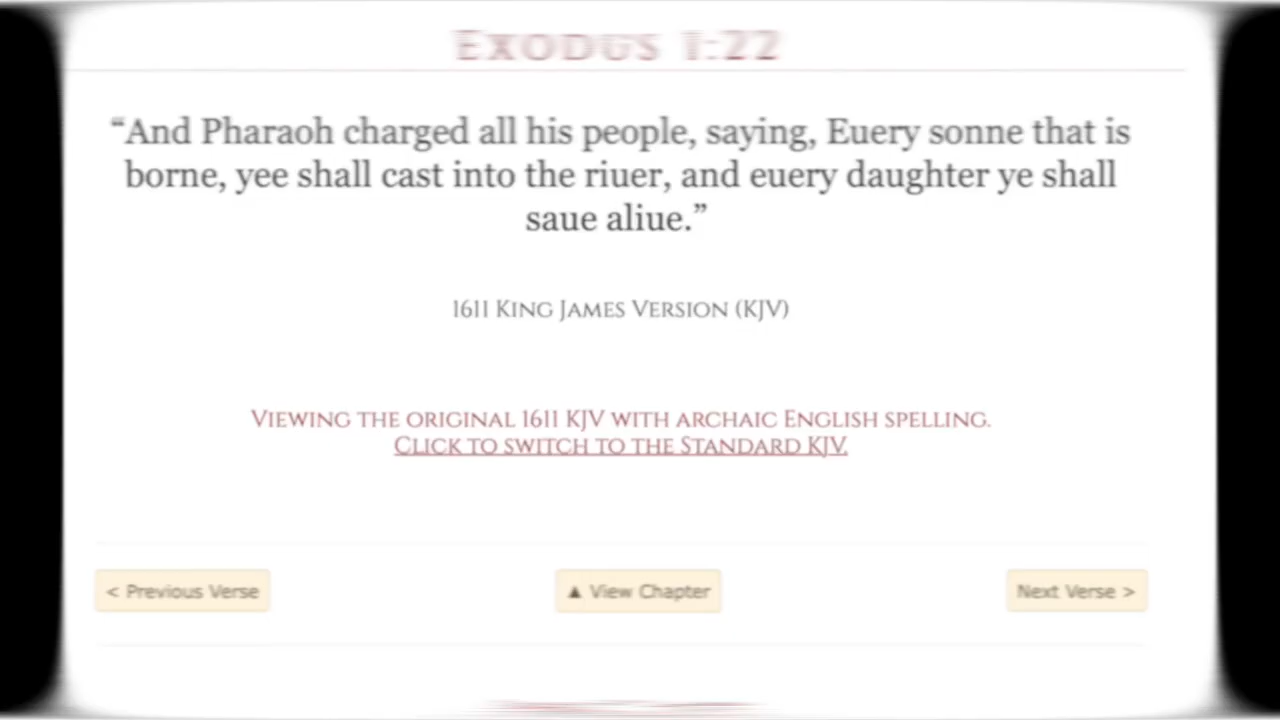 Exodus 1:22
“And Pharaoh charged all his people, saying, Euery sonne that is
borne, yee shall cast into the riuer, and euery daughter ye shall
saue aliue.”
1611 King James Version (KJV)
Viewing the original 1611 KJV with archaic English spelling.
Click to switch to the Standard KJV.
< Previous Verse
▲ View Chapter
Next Verse >